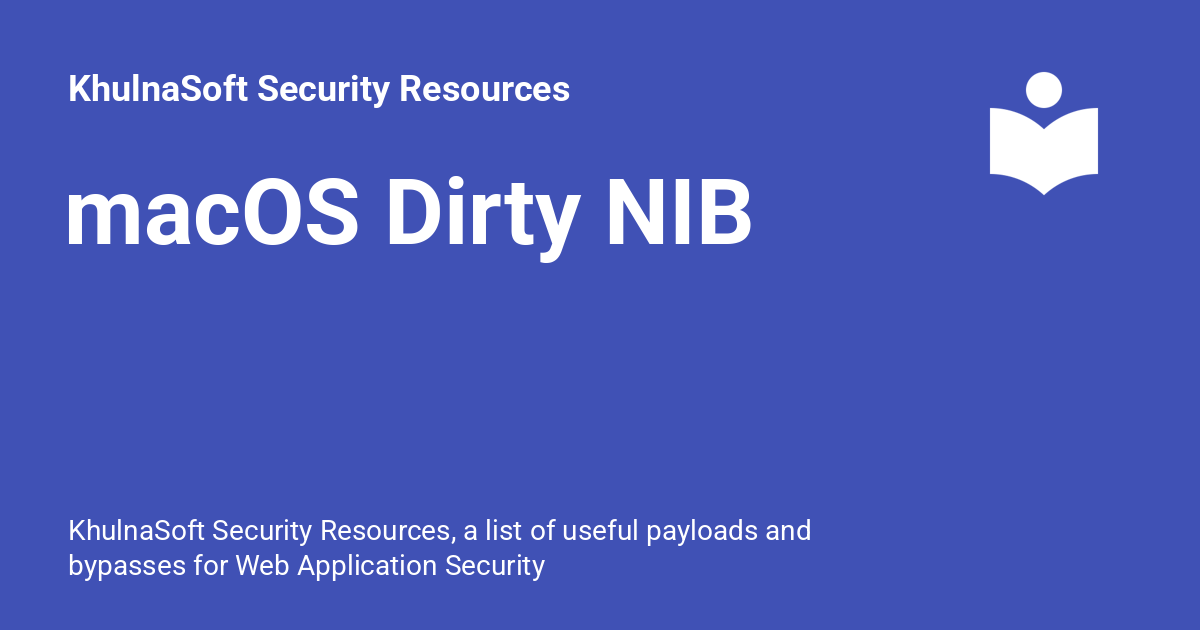 KhulnaSoft Security Resources
macOS Dirty NIB
KhulnaSoft Security Resources, a list of useful payloads and
bypasses for Web Application Security